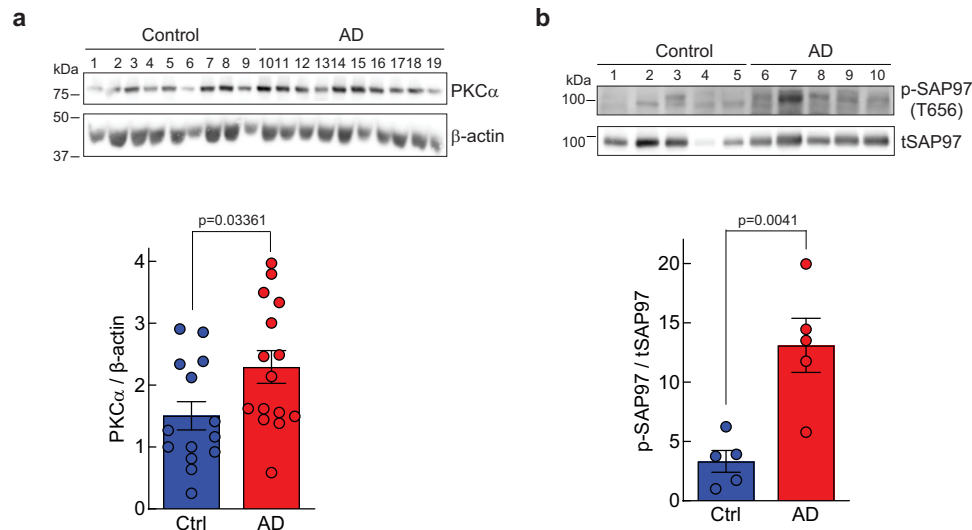 a
Control AD
1 2 3 4 5 6 7 8 9 10 11 12 13 14 15 16 17 18 19
kDa
75
PKCα
50
β-actin
37
p=0.03361
PKCα / β-actin
4
3
2
1
0
Ctrl AD
b
Control AD
kDa 1 2 3 4 5 6 7 8 9 10
100
p-SAP97
(T656)
100
tSAP97
p=0.0041
p-SAP97 / tSAP97
20
15
10
5
0
Ctrl AD